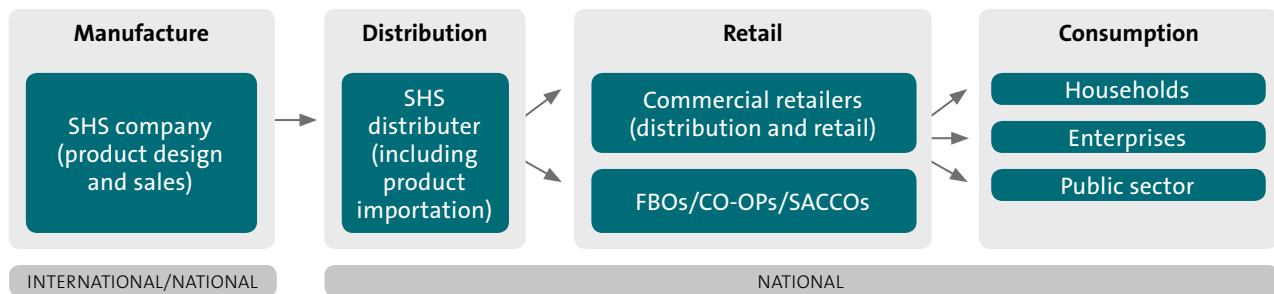 Manufacture
SHS company
(product design
and sales)
Distribution
SHS
distributer
(including
product
importation)
Retail
Commercial retailers
(distribution and retail)
FBOs/CO-OPs/SACCOs
Consumption
Households
Enterprises
Public sector
INTERNATIONAL/NATIONAL
NATIONAL